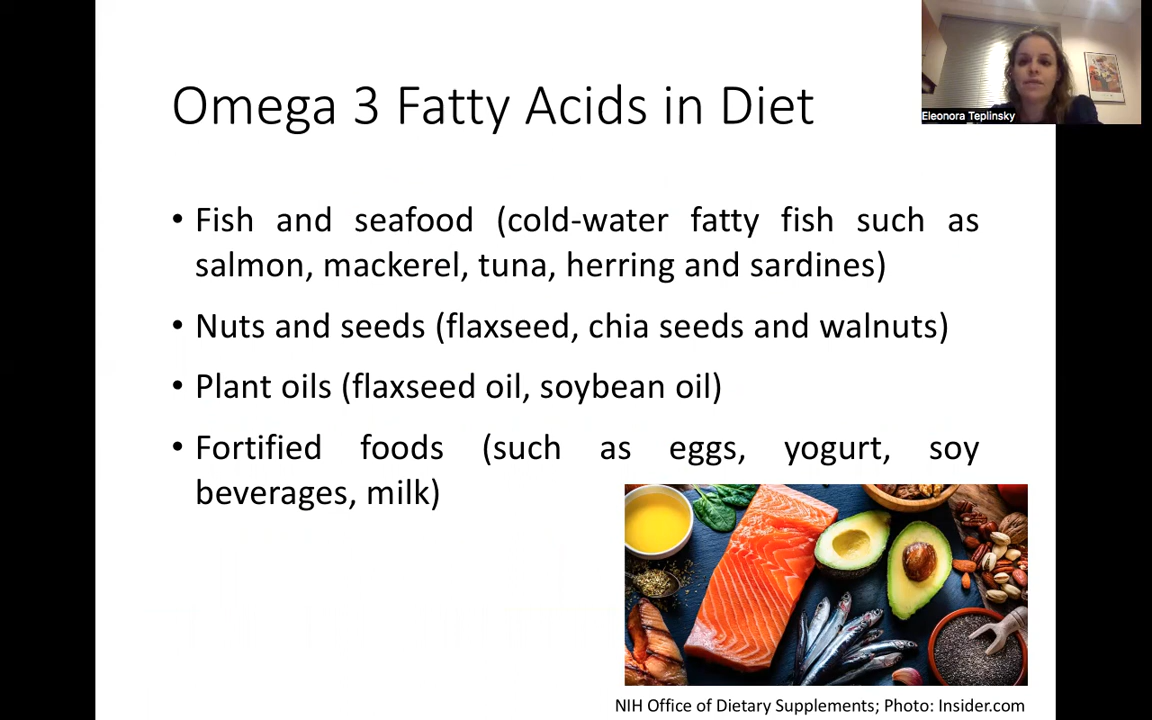 Omega 3 Fatty Acids in Diet
Eleonora Teplinsky
• Fish and seafood (cold-water fatty fish such as
salmon, mackerel, tuna, herring and sardines)
• Nuts and seeds (flaxseed, chia seeds and walnuts)
• Plant oils (flaxseed oil, soybean oil)
• Fortified foods (such as eggs, yogurt, soy
beverages, milk)
NIH Office of Dietary Supplements; Photo: Insider.com